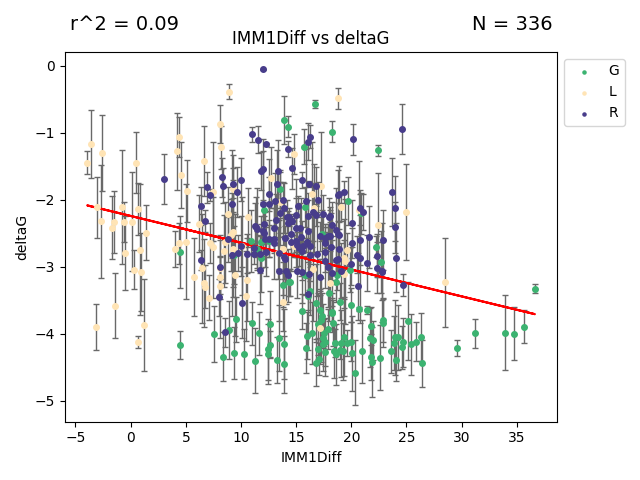 r^2 = 0.09 N = 336
IMM1Diff vs deltaG
G
L
R
0
−1
−2
−3
−4
−5
deltaG
−5 0 5 10 15 20 25 30 35
IMM1Diff